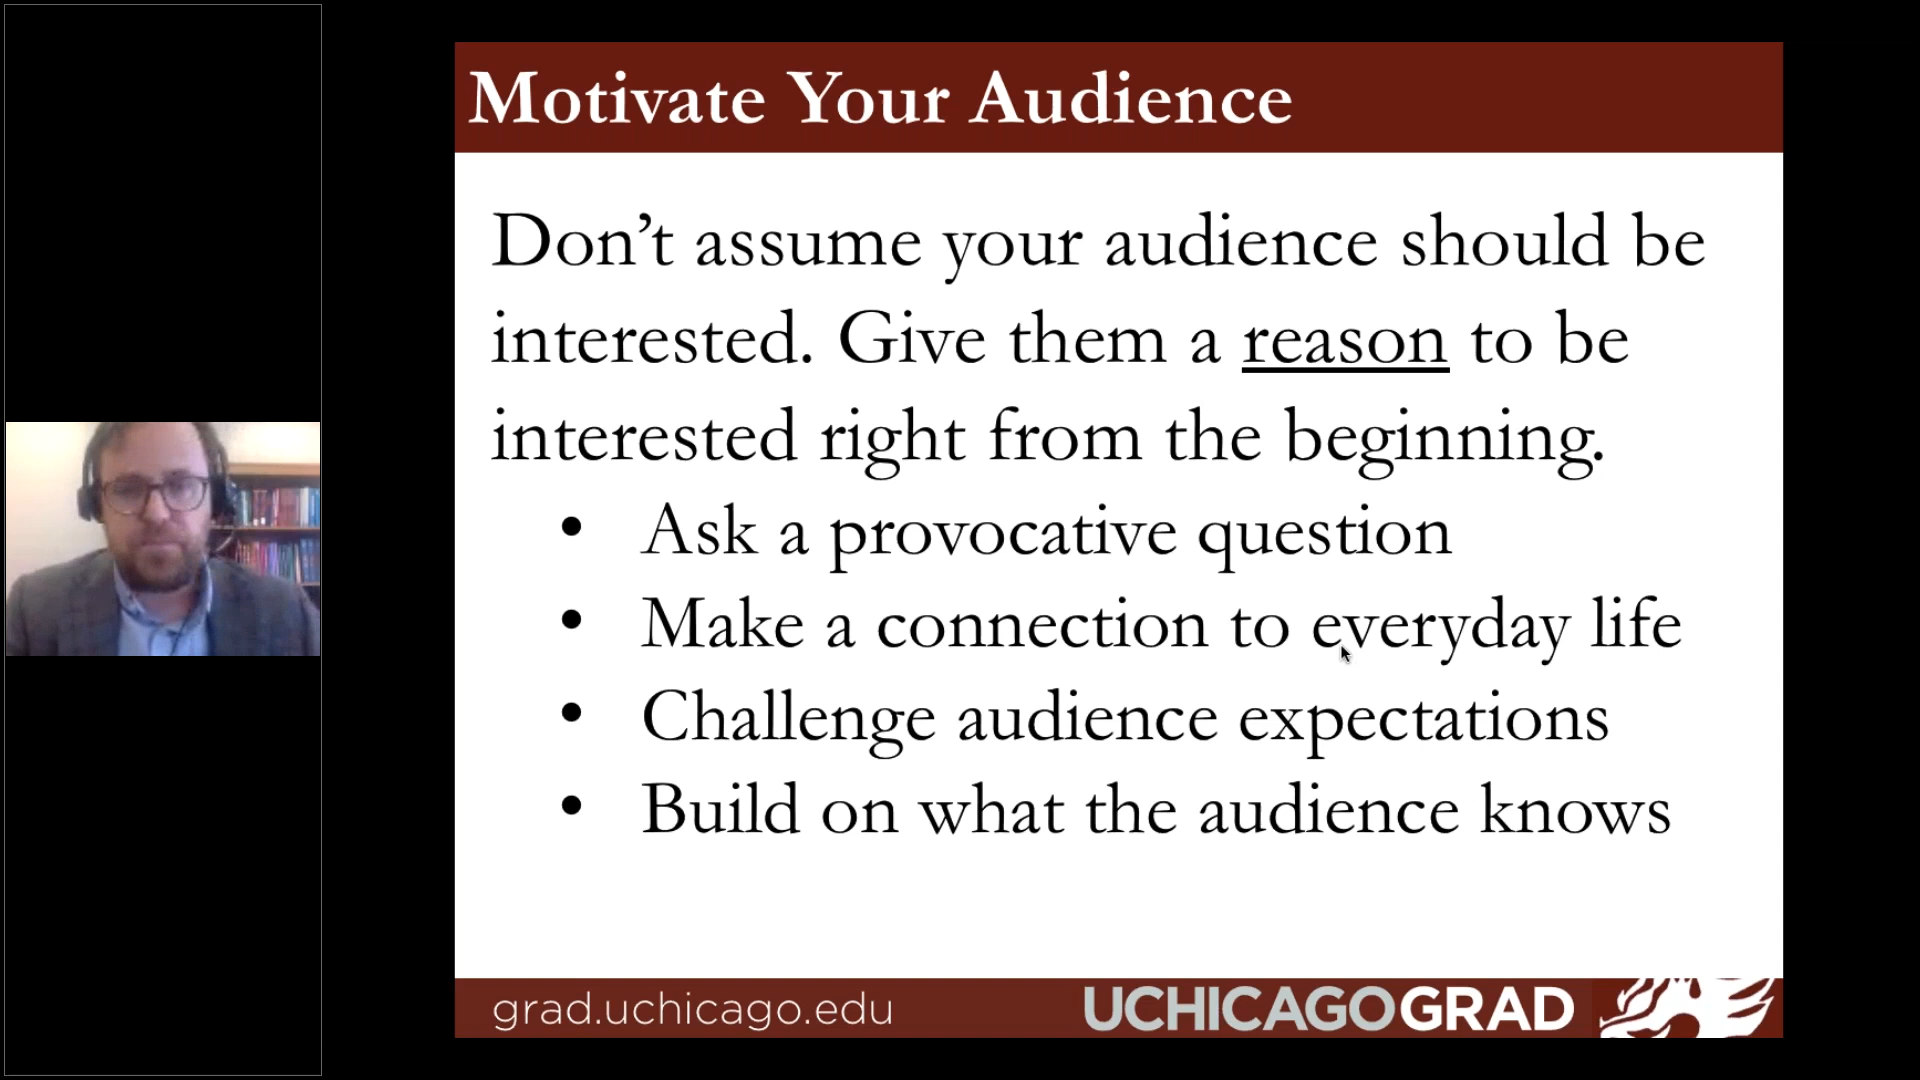 Motivate Your Audience
Don’t assume your audience should be
interested. Give them a reason to be
interested right from the beginning.
• Ask a provocative question
• Make a connection to everyday life
• Challenge audience expectations
• Build on what the audience knows
grad.uchicago.edu
UCHICAGOGRAD